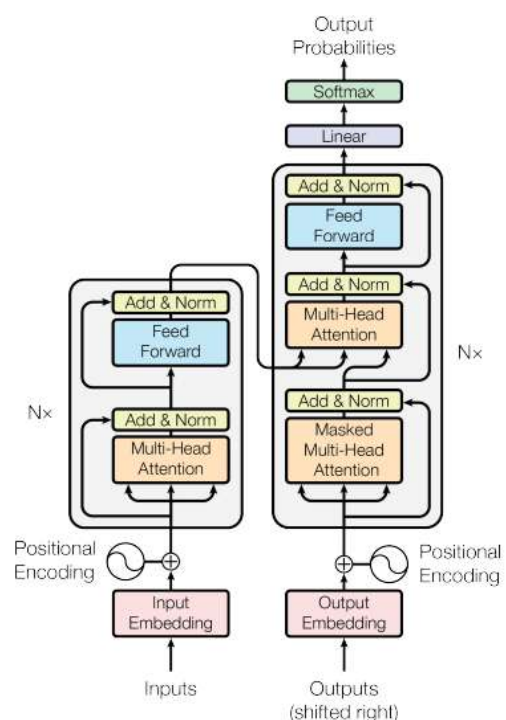 Output
Probabilities
Softmax
Linear
Add & Norm
Feed
Forward
Add & Norm
Multi-Head
Attention
Nx
Add & Norm
Masked
Multi-Head
Attention
Positional
Encoding
Output
Embedding
Outputs
(shifted right)
Add & Norm
Feed
Forward
Nx
Add & Norm
Multi-Head
Attention
Positional
Encoding
Input
Embedding
Inputs